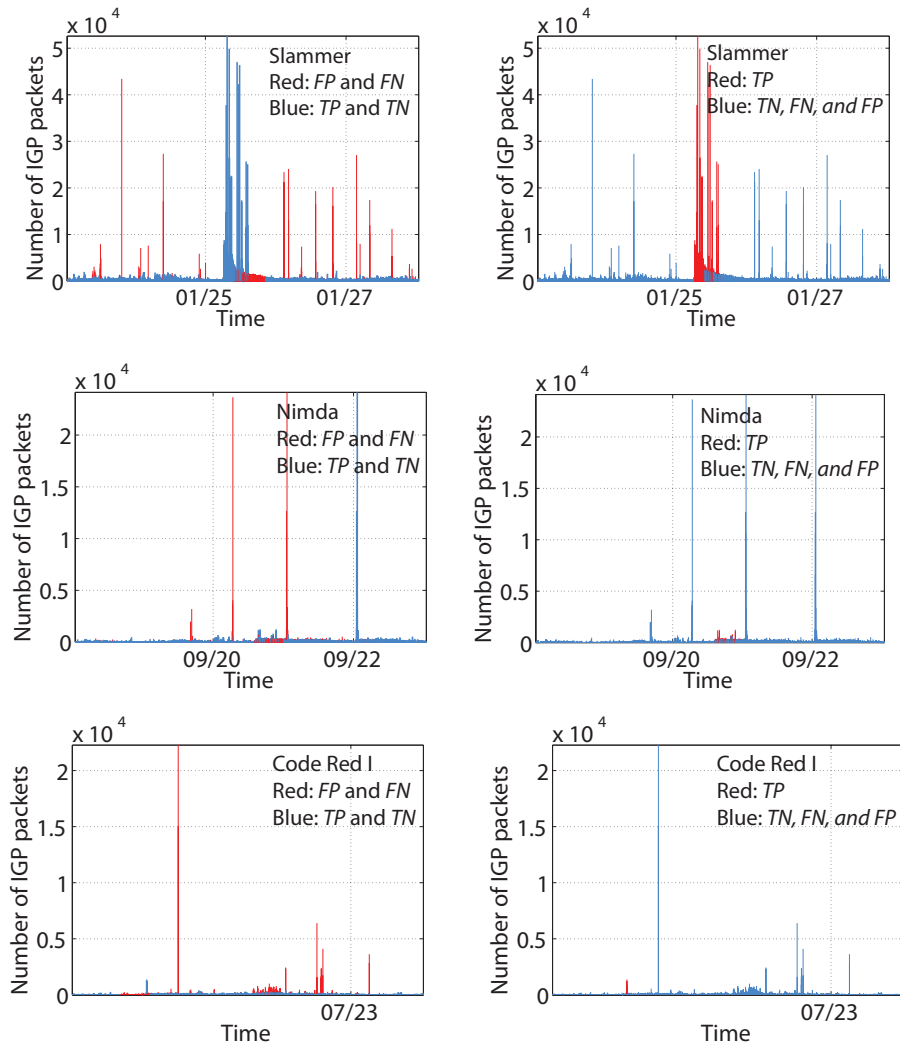 x 10 4
5
4
3
2
1
0
Number of IGP packets
Slammer
Red: FP and FN
Blue: TP and TN
01/25
01/27
Time
x 10 4
5
4
3
2
1
0
Number of IGP packets
Slammer
Red: TP
Blue: TN, FN, and FP
01/25
01/27
Time
x 10 4
2
1.5
1
0.5
0
Number of IGP packets
Nimda
Red: FP and FN
Blue: TP and TN
09/20
09/22
Time
x 10 4
2
1.5
1
0.5
0
Number of IGP packets
Nimda
Red: TP
Blue: TN, FN, and FP
09/20
09/22
Time
x 10 4
2
1.5
1
0.5
0
Number of IGP packets
Code Red I
Red: FP and FN
Blue: TP and TN
07/23
Time
x 10 4
2
1.5
1
0.5
0
Number of IGP packets
Code Red I
Red: TP
Blue: TN, FN, and FP
07/23
Time